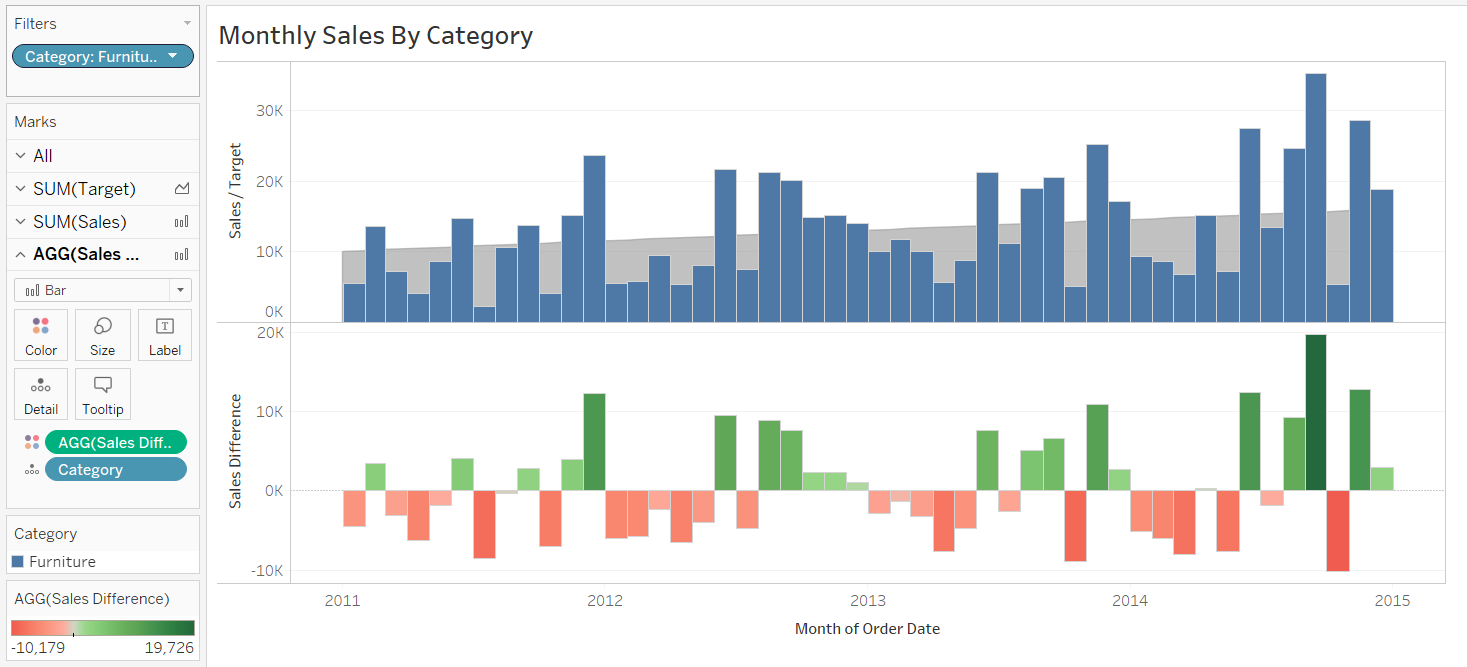 Filters
Category: Furnitu..
Marks
All
SUM(Target)
SUM(Sales)
AGG(Sales ...
Bar
Color
Size
T
Label
Detail
Tooltip
AGG(Sales Diff..
Category
Category
Furniture
AGG(Sales Difference)
-10,179 19,726
Monthly Sales By Category
Sales / Target
30K
20K
10K
0K
Sales Difference
20K
10K
0K
-10K
2011 2012 2013 2014 2015
Month of Order Date